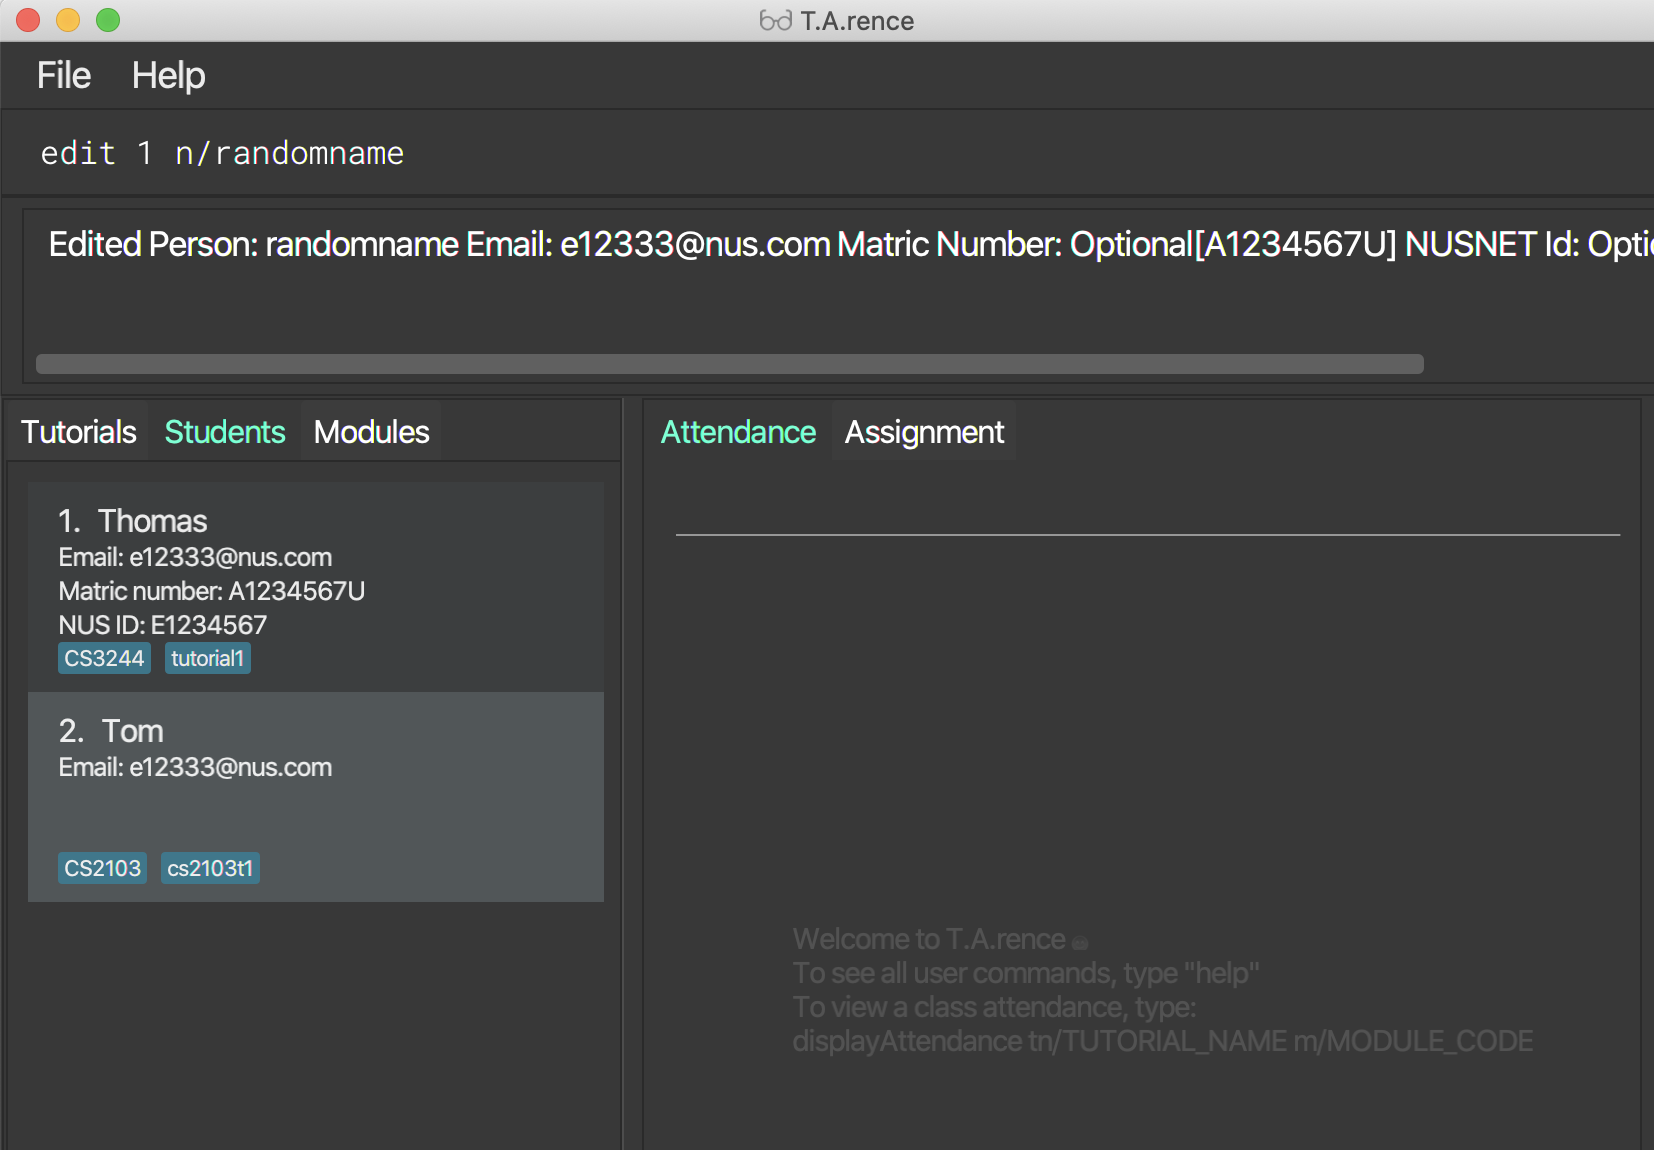 T.A.rence
File Help
edit 1 n/randomname
Edited Person: randomname Email: e12333@nus.com Matric Number: Optional[A1234567U] NUSNET Id:
Tutorials Students Modules
Attendance Assignment
1. Thomas
Email: e12333@nus.com
Matric number: A1234567U
NUS ID: E1234567
CS3244 tutorial1
2. Tom
Email: e12333@nus.com
CS2103 cs2103t1
Welcome to T.A.rence
To see all user commands, type "help"
To view a class attendance, type:
displayAttendance tn/TUTORIAL_NAME m/MODULE_CODE